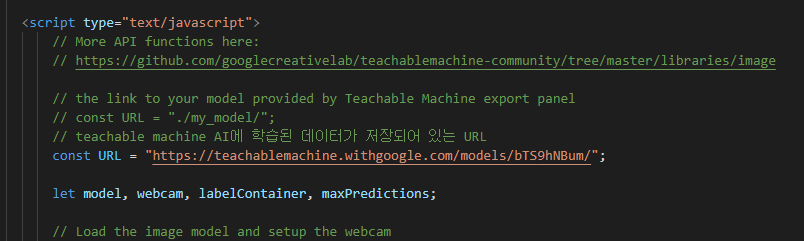 <script type="text/javascript">
// More API functions here:
// https://github.com/googlecreativelab/teachablemachine-community/tree/master/libraries/image
// the link to your model provided by Teachable Machine export panel
// const URL = "./my_model/";
// teachable machine AI에 학습된 데이터가 저장되어 있는 URL
const URL = "https://teachablemachine.withgoogle.com/models/bTS9hNBum/";
let model, webcam, labelContainer, maxPredictions;
// Load the image model and setup the webcam